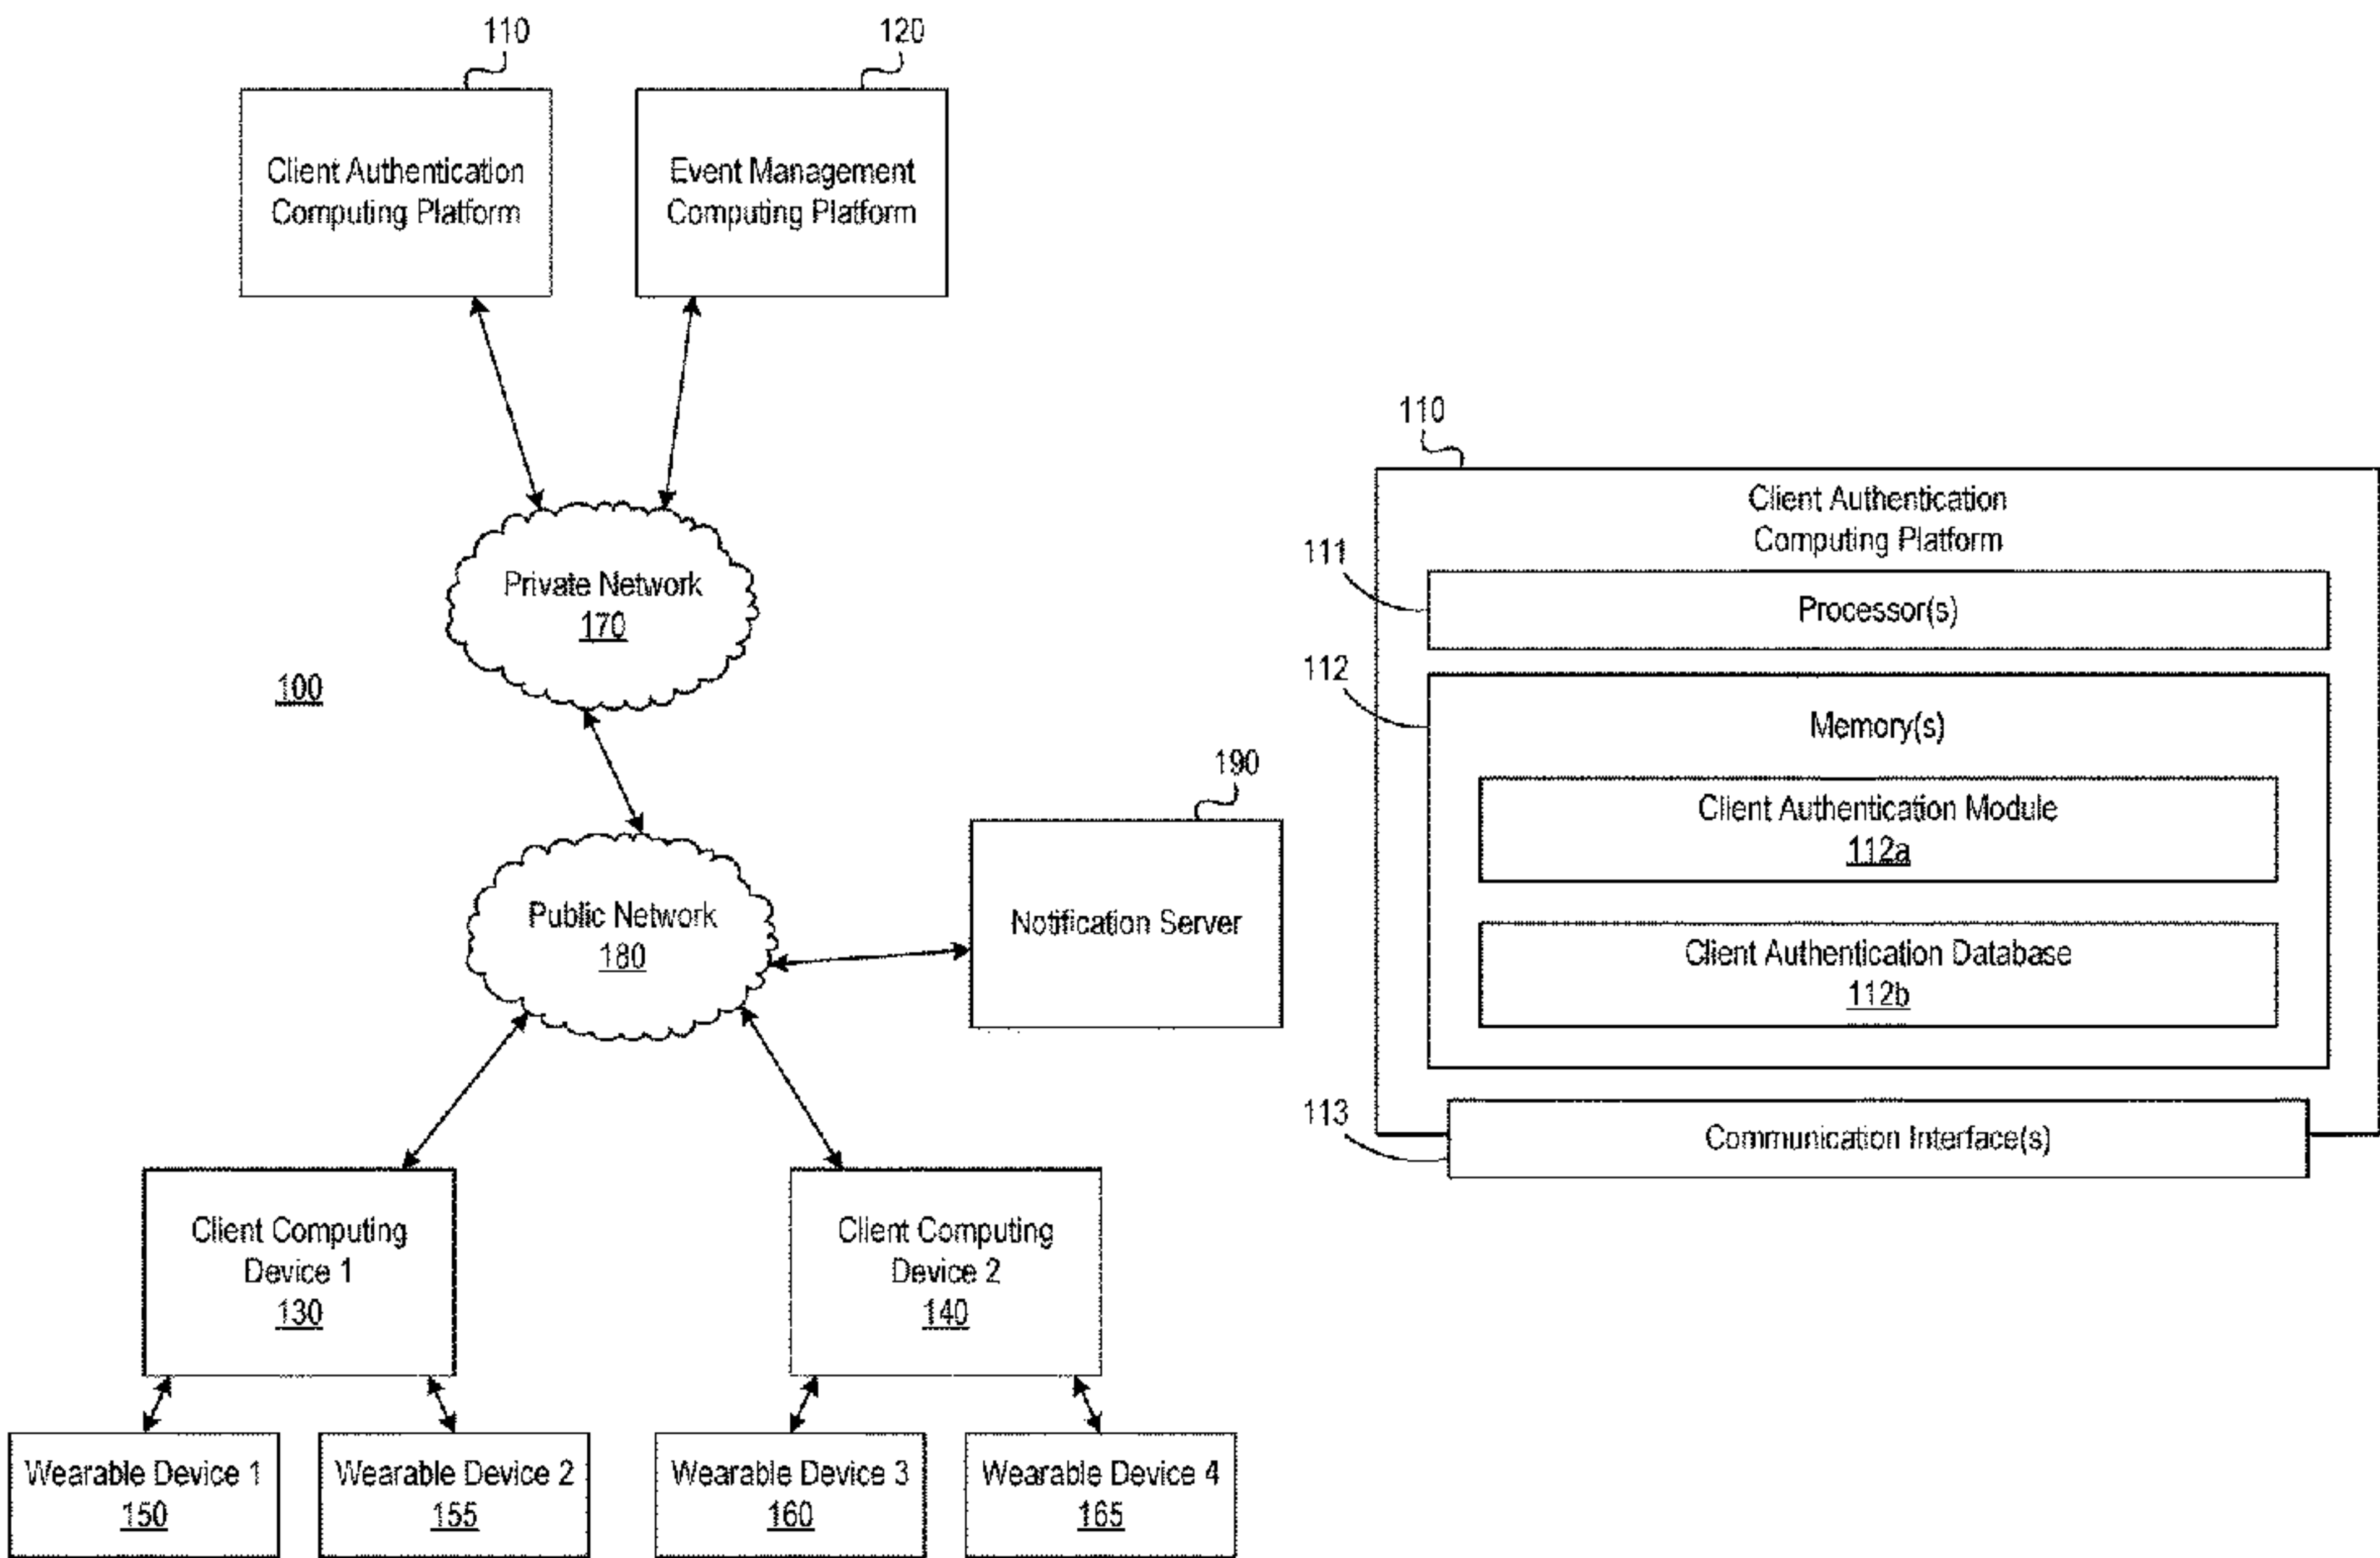 110
120
Client Authentication
Computing Platform
Event Management
Computing Platform
Private Network
170
100
Public Network
180
190
Notification Server
Client Computing
Device 1
130
Client Computing
Device 2
140
Wearable Device 1
150
Wearable Device 2
155
Wearable Device 3
160
Wearable Device 4
165
110
Client Authentication
Computing Platform
111
Processor(s)
112
Memory(s)
Client Authentication Module
112a
Client Authentication Database
112b
113
Communication Interface(s)